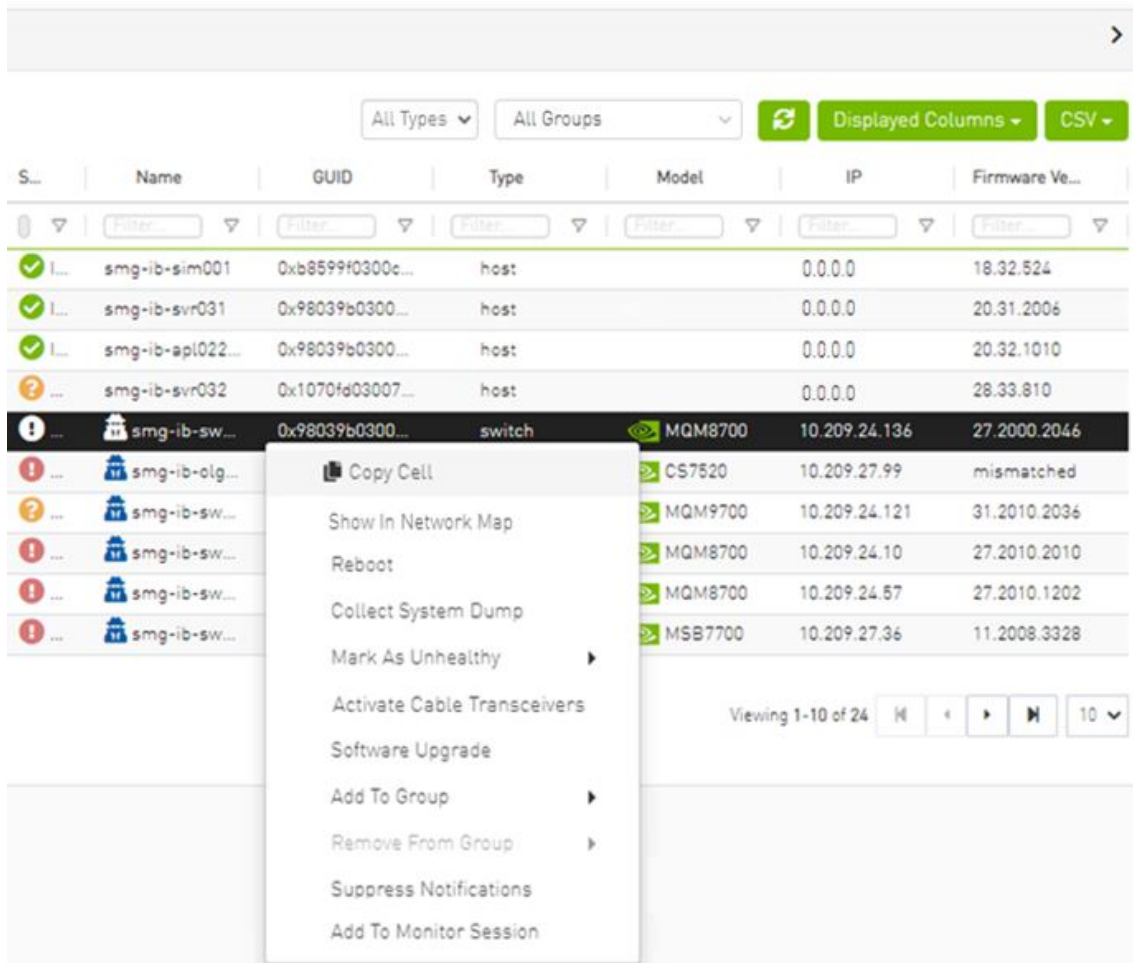 All Types All Groups Displayed Columns CSV
S... Name GUID Type Model IP Firmware Ve...
Filter... Filter... Filter... Filter... Filter... Filter...
I... smg-ib-sim001 0xb8599f0300c... host 0.0.0.0 18.32.524
I... smg-ib-svr031 0x98039b0300... host 0.0.0.0 20.31.2006
I... smg-ib-apl022... 0x98039b0300... host 0.0.0.0 20.32.1010
... smg-ib-svr032 0x1070fd03007... host 0.0.0.0 28.33.810
... smg-ib-sw... 0x98039b0300... switch MQM8700 10.209.24.136 27.2000.2046
... smg-ib-olg... CS7520 10.209.27.99 mismatched
... smg-ib-sw... MQM9700 10.209.24.121 31.2010.2036
... smg-ib-sw... MQM8700 10.209.24.10 27.2010.2010
... smg-ib-sw... MQM8700 10.209.24.57 27.2010.1202
... smg-ib-sw... MSB7700 10.209.27.36 11.2008.3328
Copy Cell
Show In Network Map
Reboot
Collect System Dump
Mark As Unhealthy
Activate Cable Transceivers
Software Upgrade
Add To Group
Remove From Group
Suppress Notifications
Add To Monitor Session
Viewing 1-10 of 24 10